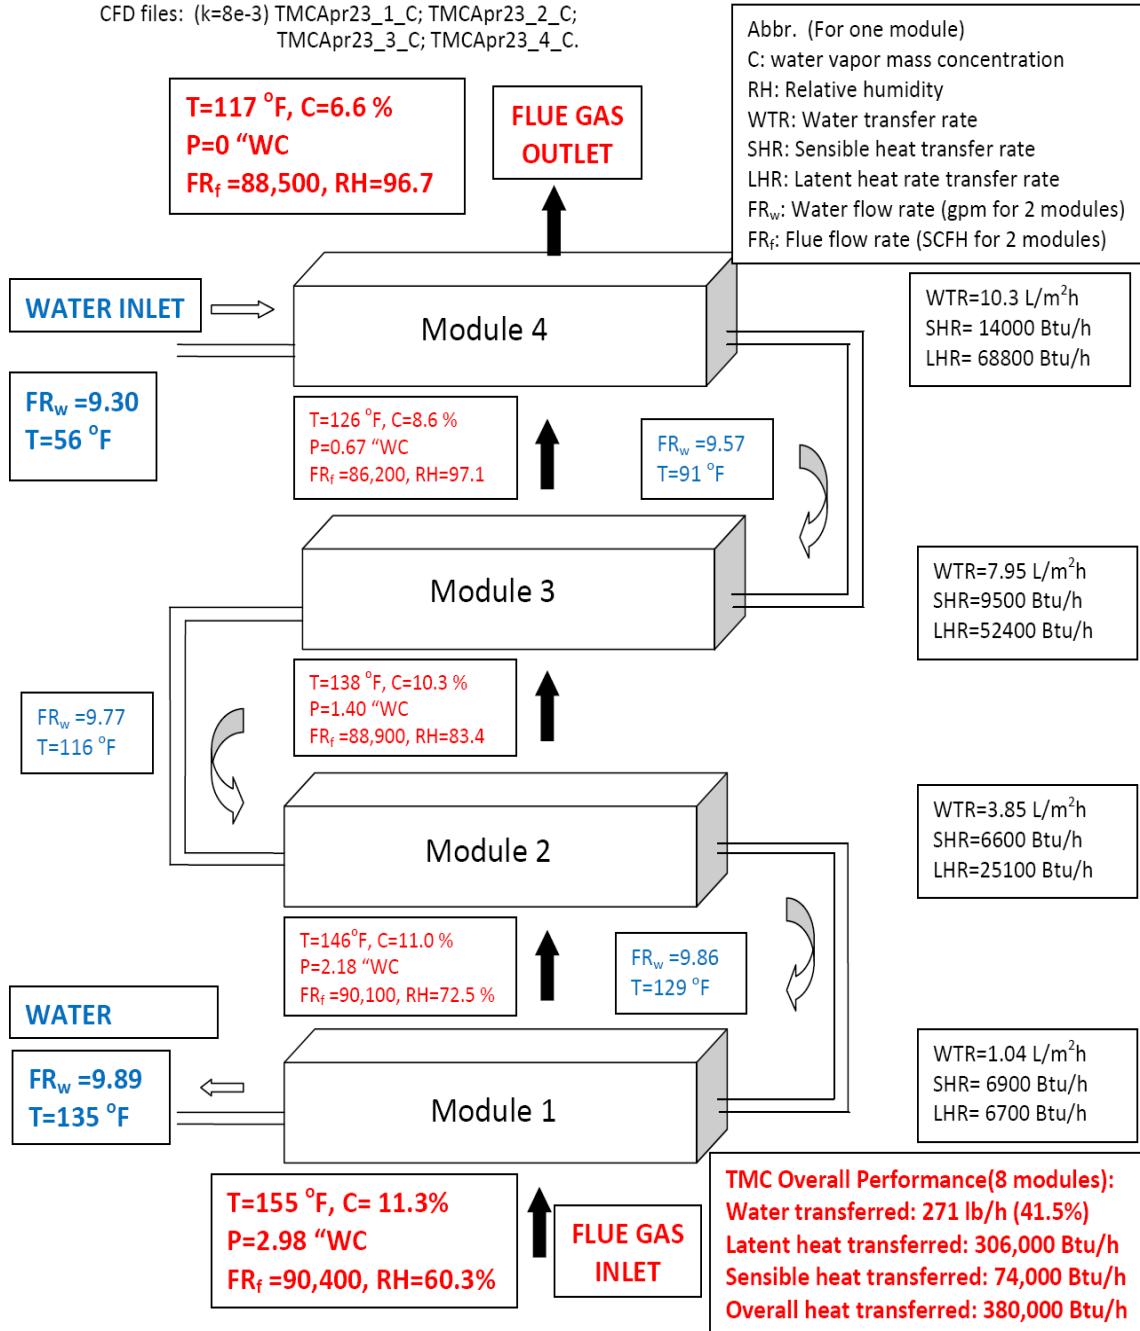 CFD files: (k=8e-3) TMCApr23_1_C; TMCApr23_2_C;
TMCApr23_3_C; TMCApr23_4_C.
Abbr. (For one module)
C: water vapor mass concentration
RH: Relative humidity
WTR: Water transfer rate
SHR: Sensible heat transfer rate
LHR: Latent heat rate transfer rate
FRw: Water flow rate (gpm for 2 modules)
FRf: Flue flow rate (SCFH for 2 modules)
T=117 °F, C=6.6 %
P=0 “WC
FRf =88,500, RH=96.7
FLUE GAS
OUTLET
WATER INLET
FRw =9.30
T=56 °F
Module 4
WTR=10.3 L/m²h
SHR= 14000 Btu/h
LHR= 68800 Btu/h
T=126 °F, C=8.6 %
P=0.67 “WC
FRf =86,200, RH=97.1
FRw =9.57
T=91 °F
Module 3
WTR=7.95 L/m²h
SHR=9500 Btu/h
LHR=52400 Btu/h
T=138 °F, C=10.3 %
P=1.40 “WC
FRf =88,900, RH=83.4
FRw =9.77
T=116 °F
Module 2
WTR=3.85 L/m²h
SHR=6600 Btu/h
LHR=25100 Btu/h
T=146°F, C=11.0 %
P=2.18 “WC
FRf =90,100, RH=72.5 %
FRw =9.86
T=129 °F
WATER
FRw =9.89
T=135 °F
Module 1
WTR=1.04 L/m²h
SHR= 6900 Btu/h
LHR= 6700 Btu/h
T=155 °F, C= 11.3%
P=2.98 “WC
FRf =90,400, RH=60.3%
FLUE GAS
INLET
TMC Overall Performance(8 modules):
Water transferred: 271 lb/h (41.5%)
Latent heat transferred: 306,000 Btu/h
Sensible heat transferred: 74,000 Btu/h
Overall heat transferred: 380,000 Btu/h